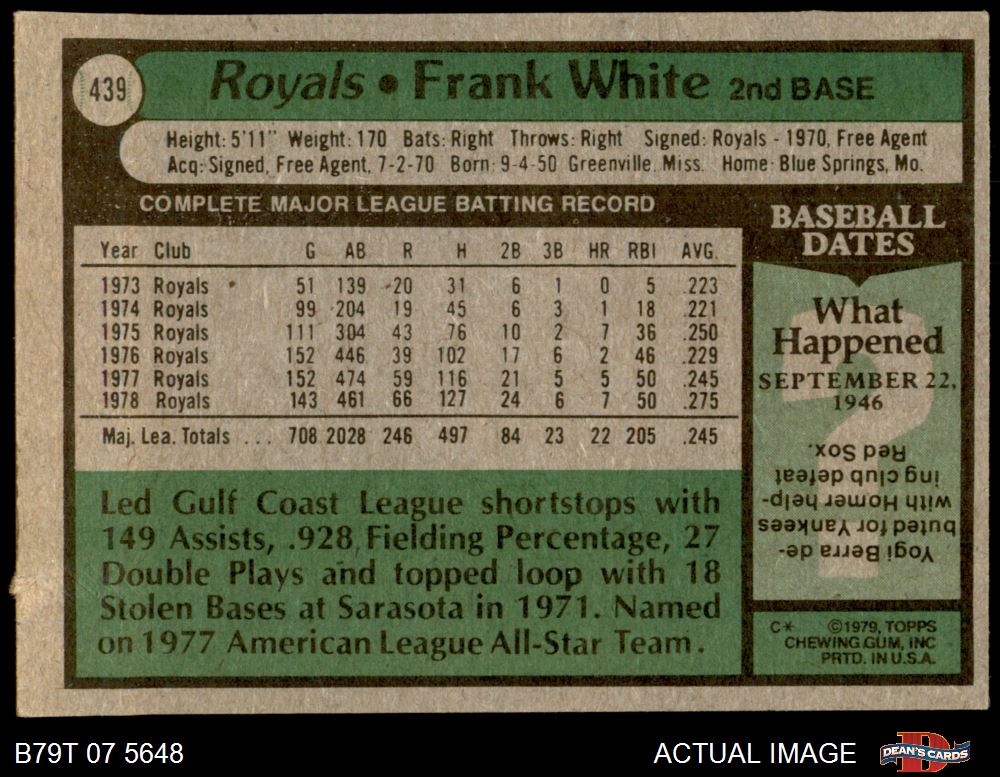 439
Royals • Frank White 2nd BASE
Height: 5'11" Weight: 170 Bats: Right Throws: Right Signed: Royals - 1970, Free Agent
Acq: Signed, Free Agent, 7-2-70 Born: 9-4-50 Greenville, Miss. Home: Blue Springs, Mo.
COMPLETE MAJOR LEAGUE BATTING RECORD
Year Club G AB R H 2B 3B HR RBI AVG.
1973 Royals 51 139 20 31 6 1 0 5 .223
1974 Royals 99 204 19 45 6 3 1 18 .221
1975 Royals 111 304 43 76 10 2 7 36 .250
1976 Royals 152 446 39 102 17 6 2 46 .229
1977 Royals 152 474 59 116 21 5 5 50 .245
1978 Royals 143 461 66 127 24 6 7 50 .275
Maj. Lea. Totals ... 708 2028 246 497 84 23 22 205 .245
Led Gulf Coast League shortstops with
149 Assists, .928 Fielding Percentage, 27
Double Plays and topped loop with 18
Stolen Bases at Sarasota in 1971. Named
on 1977 American League All-Star Team.
BASEBALL
DATES
What
Happened
SEPTEMBER 22,
1946
?
Yogi Berra de-
buted for Yankees
with Homer help-
ing club defeat
Red Sox.
C* ©1979, TOPPS
CHEWING GUM, INC
PRTD. IN U.S.A.
B79T 07 5648
ACTUAL IMAGE
D
DEAN'S CARDS